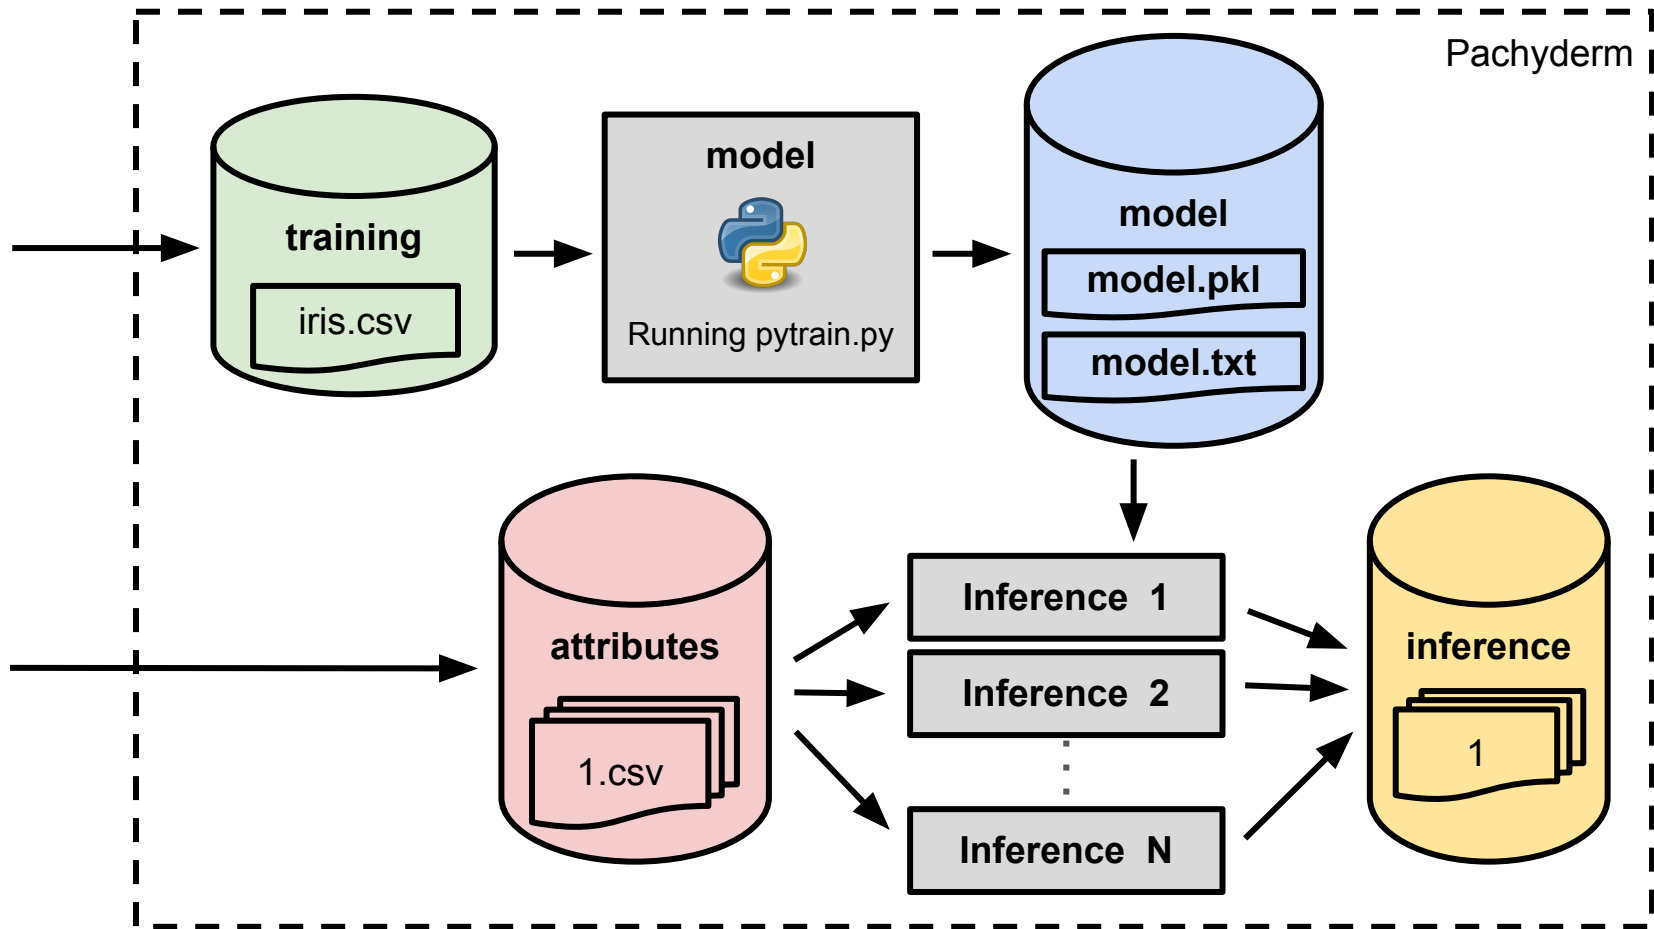 Pachyderm
training
iris.csv
model
Running pytrain.py
model
model.pkl
model.txt
attributes
1.csv
Inference 1
Inference 2
Inference N
inference
1